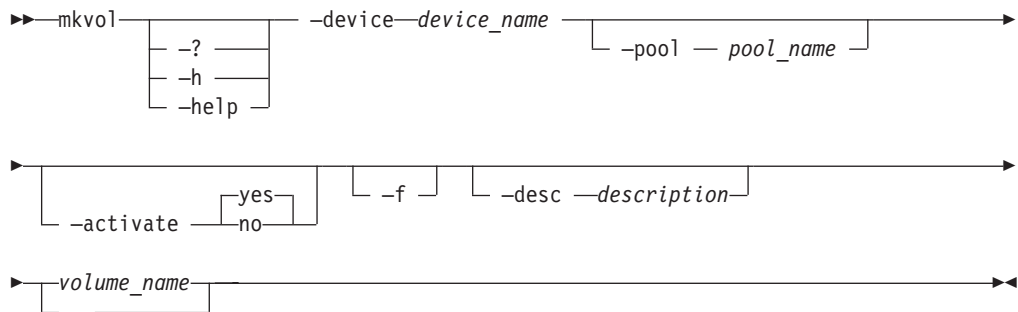 mkvol –device device_name
–? –pool pool_name
–h
–help
yes –f –desc description
–activate no
volume_name